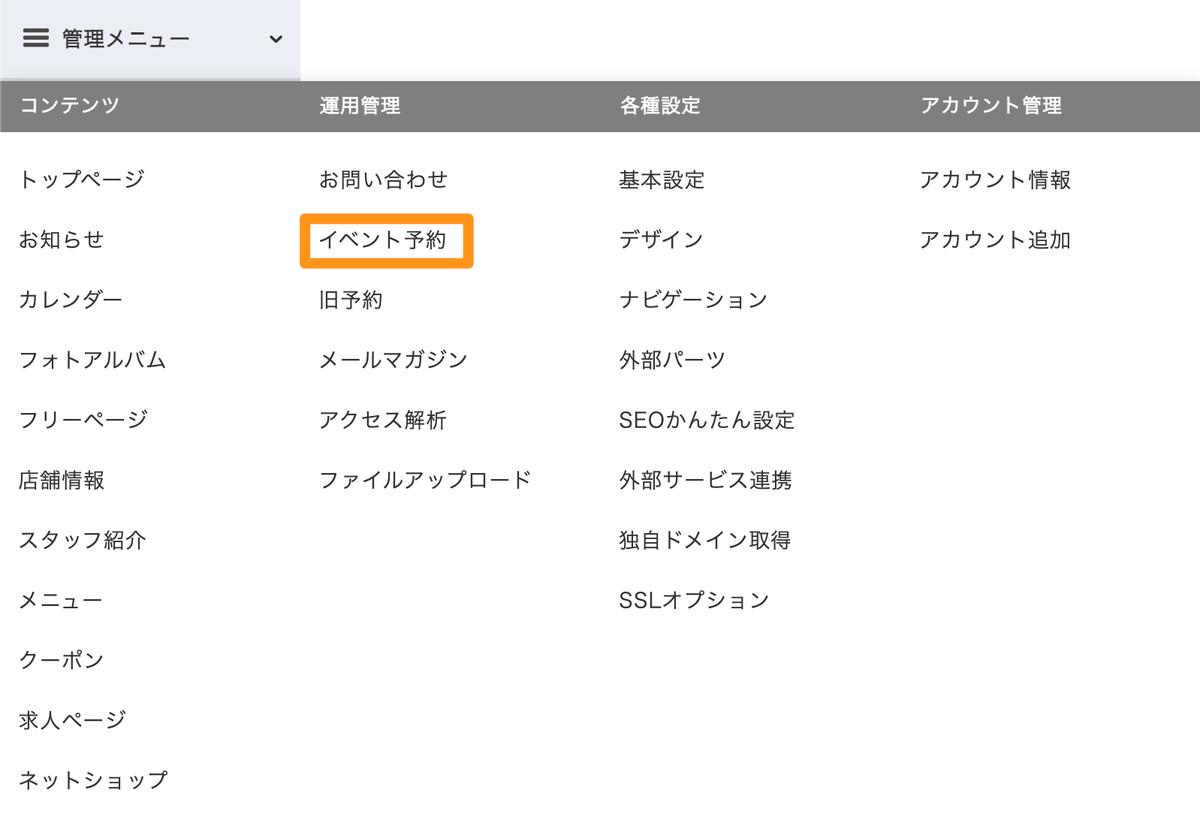 管理メニュー
コンテンツ
トップページ
お知らせ
カレンダー
フォトアルバム
フリーページ
店舗情報
スタッフ紹介
メニュー
クーポン
求人ページ
ネットショップ
運用管理
お問い合わせ
イベント予約
旧予約
メールマガジン
アクセス解析
ファイルアップロード
各種設定
基本設定
デザイン
ナビゲーション
外部パーツ
SEOかんたん設定
外部サービス連携
独自ドメイン取得
SSLオプション
アカウント管理
アカウント情報
アカウント追加